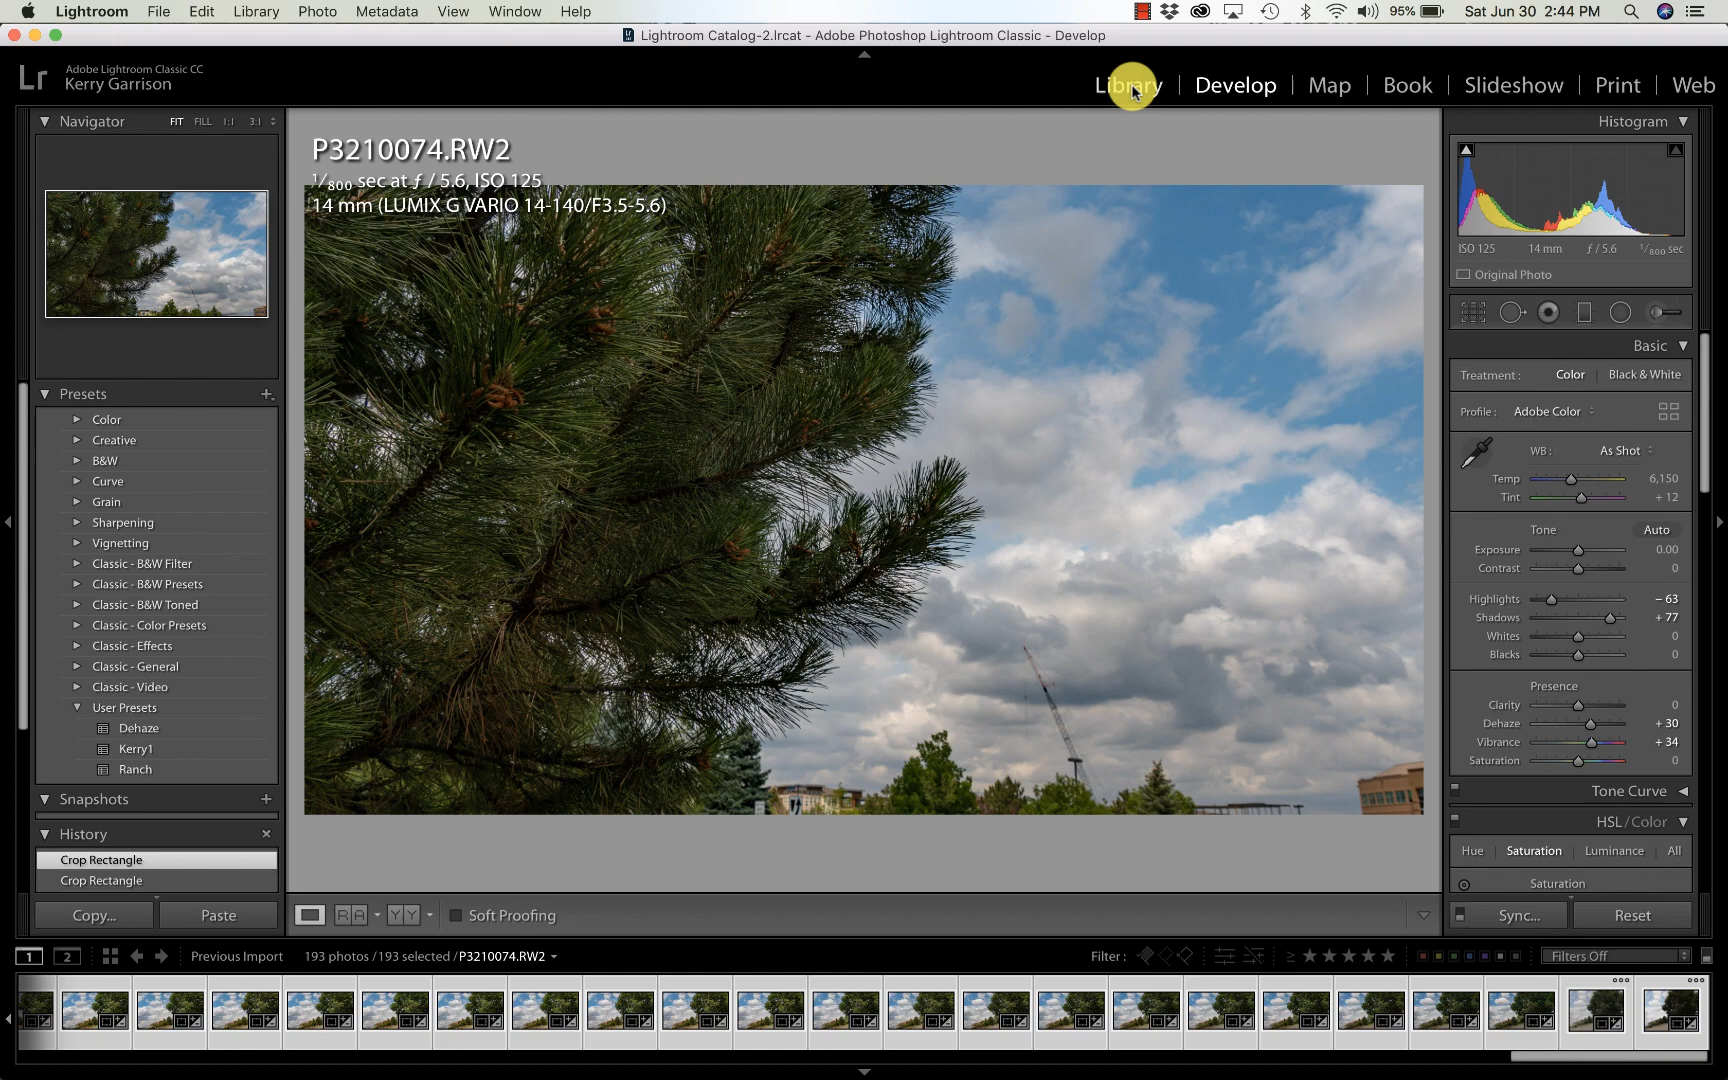 Lightroom File Edit Library Photo Metadata View Window Help 95% Sat Jun 30 2:44 PM
Lightroom Catalog-2.lrcat - Adobe Photoshop Lightroom Classic - Develop
Lr Adobe Lightroom Classic CC
Kerry Garrison
Library | Develop | Map | Book | Slideshow | Print | Web
Navigator FIT FILL 1:1 3:1
Presets
Color
Creative
B&W
Curve
Grain
Sharpening
Vignetting
Classic - B&W Filter
Classic - B&W Presets
Classic - B&W Toned
Classic - Color Presets
Classic - Effects
Classic - General
Classic - Video
User Presets
Dehaze
Kerry1
Ranch
Snapshots
History
Crop Rectangle
Crop Rectangle
Copy... Paste
P3210074.RW2
1/800 sec at ƒ / 5.6, ISO 125
14 mm (LUMIX G VARIO 14-140/F3.5-5.6)
R A Y Y Soft Proofing
Histogram
ISO 125 14 mm ƒ / 5.6 1/800 sec
Original Photo
Basic
Treatment : Color Black & White
Profile : Adobe Color
WB : As Shot
Temp 6,150
Tint + 12
Tone Auto
Exposure 0.00
Contrast 0
Highlights − 63
Shadows + 77
Whites 0
Blacks 0
Presence
Clarity 0
Dehaze + 30
Vibrance + 34
Saturation 0
Tone Curve
HSL / Color
Hue Saturation Luminance All
Saturation
Sync... Reset
1 2 Previous Import 193 photos / 193 selected / P3210074.RW2 Filter : ≥ ★★★★★ Filters Off